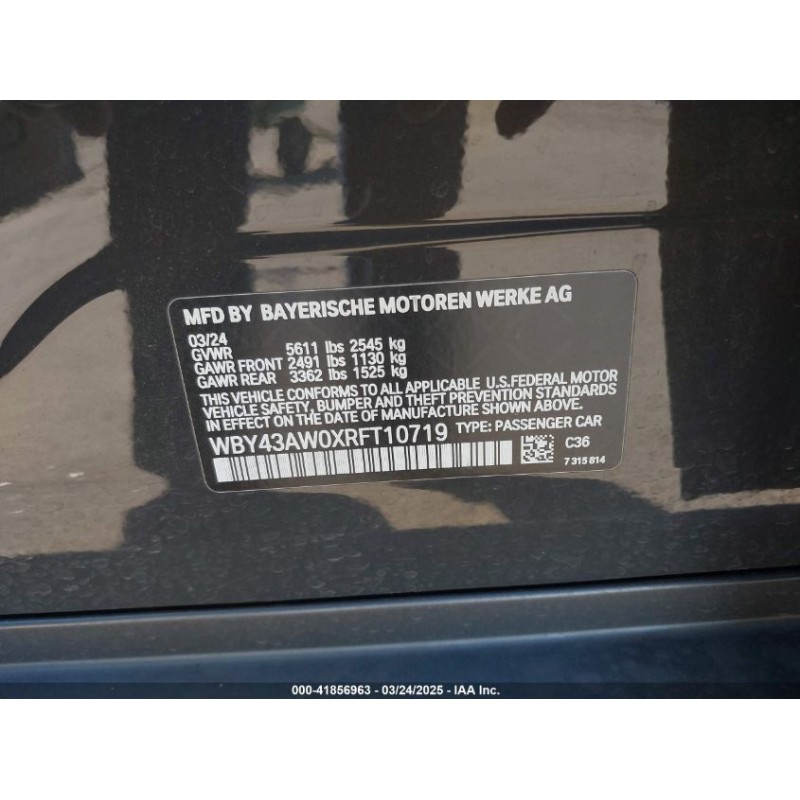 MFD BY BAYERISCHE MOTOREN WERKE AG
03/24
GVWR 5611 lbs 2545 kg
GAWR FRONT 2491 lbs 1130 kg
GAWR REAR 3362 lbs 1525 kg
THIS VEHICLE CONFORMS TO ALL APPLICABLE U.S.FEDERAL MOTOR
VEHICLE SAFETY, BUMPER AND THEFT PREVENTION STANDARDS
IN EFFECT ON THE DATE OF MANUFACTURE SHOWN ABOVE.
WBY43AW0XRFT10719 TYPE: PASSENGER CAR
C36
7 315 814
000-41856963 - 03/24/2025 - IAA Inc.